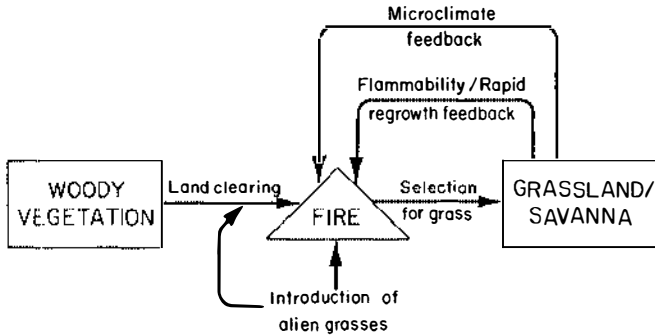 Microclimate
feedback
Flammability/Rapid
regrowth feedback
WOODY
VEGETATION
Land clearing
FIRE
Selection
for grass
GRASSLAND/
SAVANNA
Introduction of
alien grasses